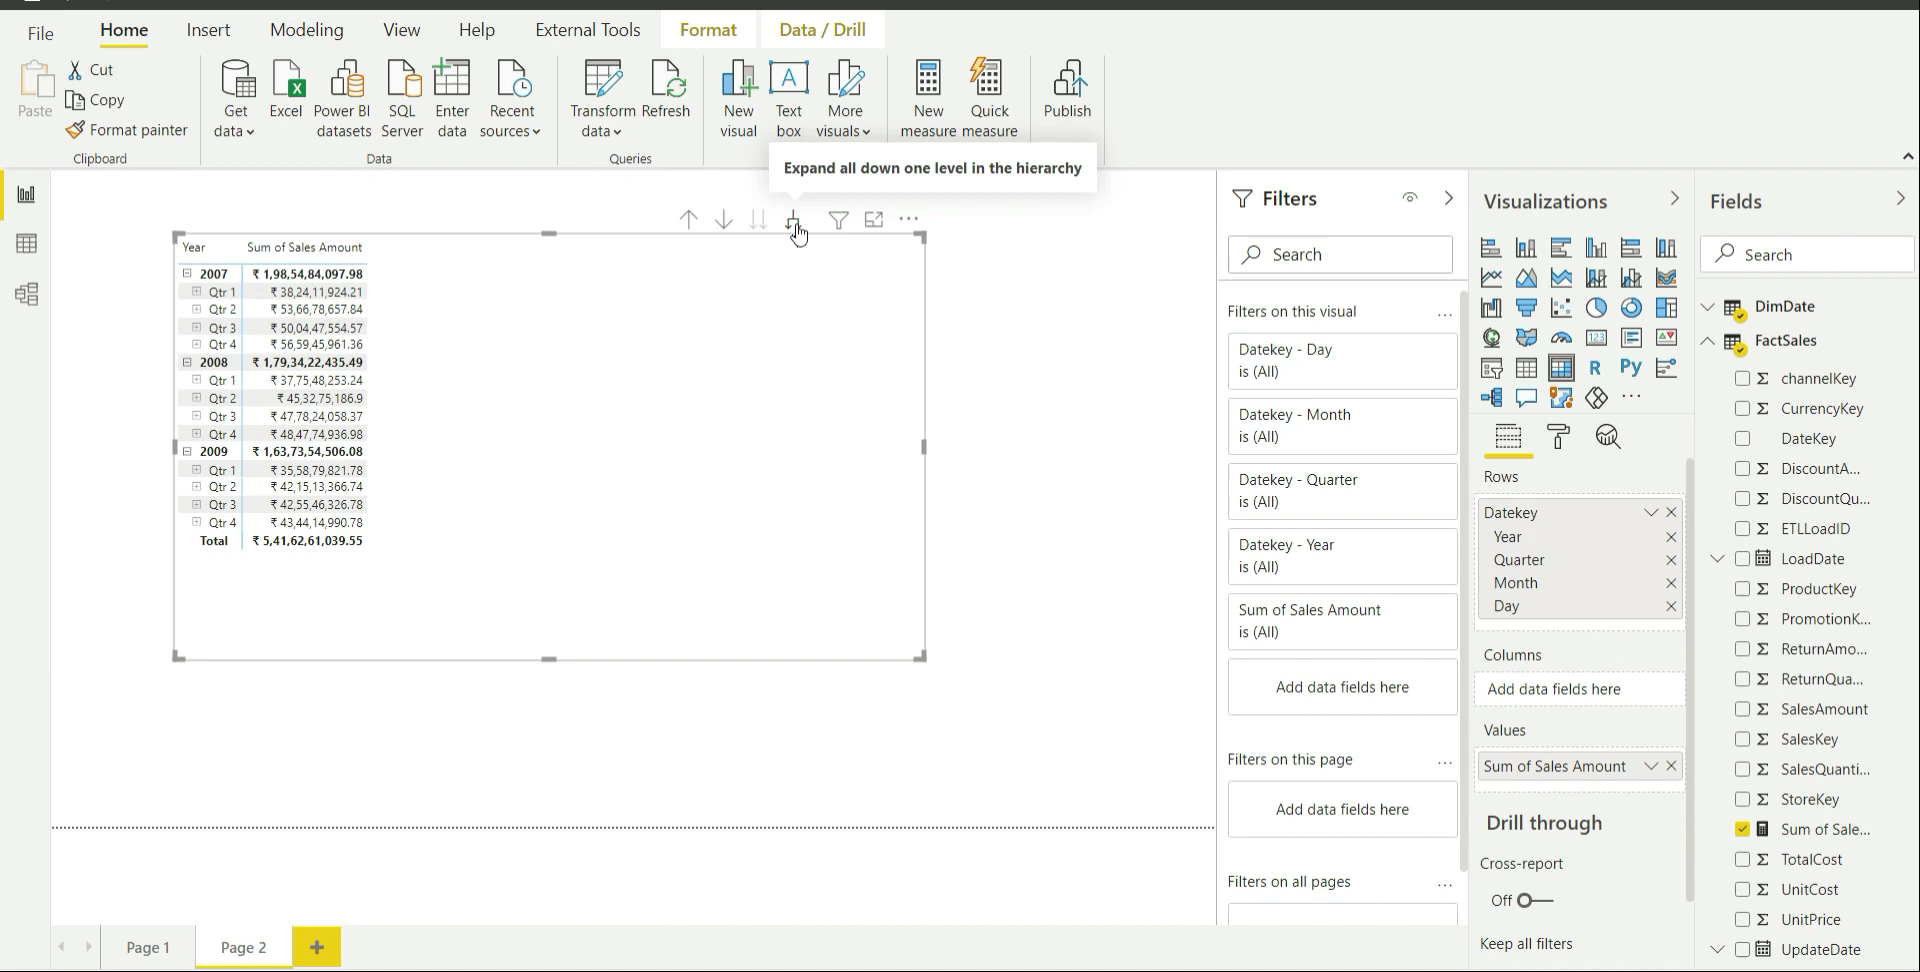 File
Home
Insert
Modeling
View
Help
External Tools
Format
Data / Drill
Paste
Cut
Copy
Format painter
Clipboard
Get data
Excel
Power BI datasets
SQL Server
Enter data
Recent sources
Data
Transform data
Refresh
Queries
New visual
Text box
More visuals
New measure
Quick measure
Publish
Expand all down one level in the hierarchy
Year Sum of Sales Amount
2007 ₹ 1,98,54,84,097.98
Qtr 1 ₹ 38,24,11,924.21
Qtr 2 ₹ 53,66,78,657.84
Qtr 3 ₹ 50,04,47,554.57
Qtr 4 ₹ 56,59,45,961.36
2008 ₹ 1,79,34,22,435.49
Qtr 1 ₹ 37,75,48,253.24
Qtr 2 ₹ 45,32,75,186.9
Qtr 3 ₹ 47,78,24,058.37
Qtr 4 ₹ 48,47,74,936.98
2009 ₹ 1,63,73,54,506.08
Qtr 1 ₹ 35,58,79,821.78
Qtr 2 ₹ 42,15,13,366.74
Qtr 3 ₹ 42,55,46,326.78
Qtr 4 ₹ 43,44,14,990.78
Total ₹ 5,41,62,61,039.55
Page 1
Page 2
Filters
Search
Filters on this visual
Datekey - Day
is (All)
Datekey - Month
is (All)
Datekey - Quarter
is (All)
Datekey - Year
is (All)
Sum of Sales Amount
is (All)
Add data fields here
Filters on this page
Add data fields here
Filters on all pages
Visualizations
R
Py
123
Rows
Datekey
Year
Quarter
Month
Day
Columns
Add data fields here
Values
Sum of Sales Amount
Drill through
Cross-report
Off
Keep all filters
Fields
Search
DimDate
FactSales
channelKey
CurrencyKey
DateKey
DiscountA...
DiscountQu...
ETLLoadID
LoadDate
ProductKey
PromotionK...
ReturnAmo...
ReturnQua...
SalesAmount
SalesKey
SalesQuanti...
StoreKey
Sum of Sale...
TotalCost
UnitCost
UnitPrice
UpdateDate